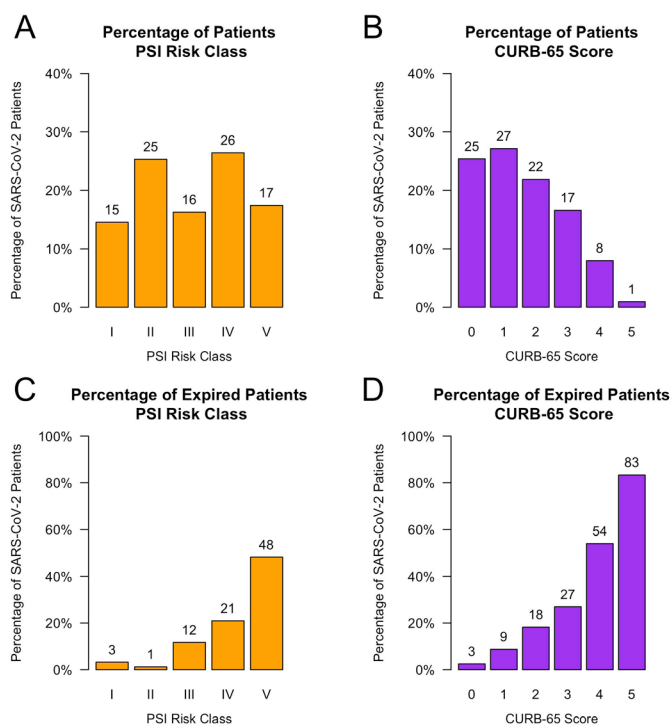 A
Percentage of Patients
PSI Risk Class
Percentage of SARS-CoV-2 Patients
40%
30%
20%
10%
0%
15
25
16
26
17
I II III IV V
PSI Risk Class
B
Percentage of Patients
CURB-65 Score
Percentage of SARS-CoV-2 Patients
40%
30%
20%
10%
0%
25
27
22
17
8
1
0 1 2 3 4 5
CURB-65 Score
C
Percentage of Expired Patients
PSI Risk Class
Percentage of SARS-CoV-2 Patients
100%
80%
60%
40%
20%
0%
3
1
12
21
48
I II III IV V
PSI Risk Class
D
Percentage of Expired Patients
CURB-65 Score
Percentage of SARS-CoV-2 Patients
100%
80%
60%
40%
20%
0%
3
9
18
27
54
83
0 1 2 3 4 5
CURB-65 Score